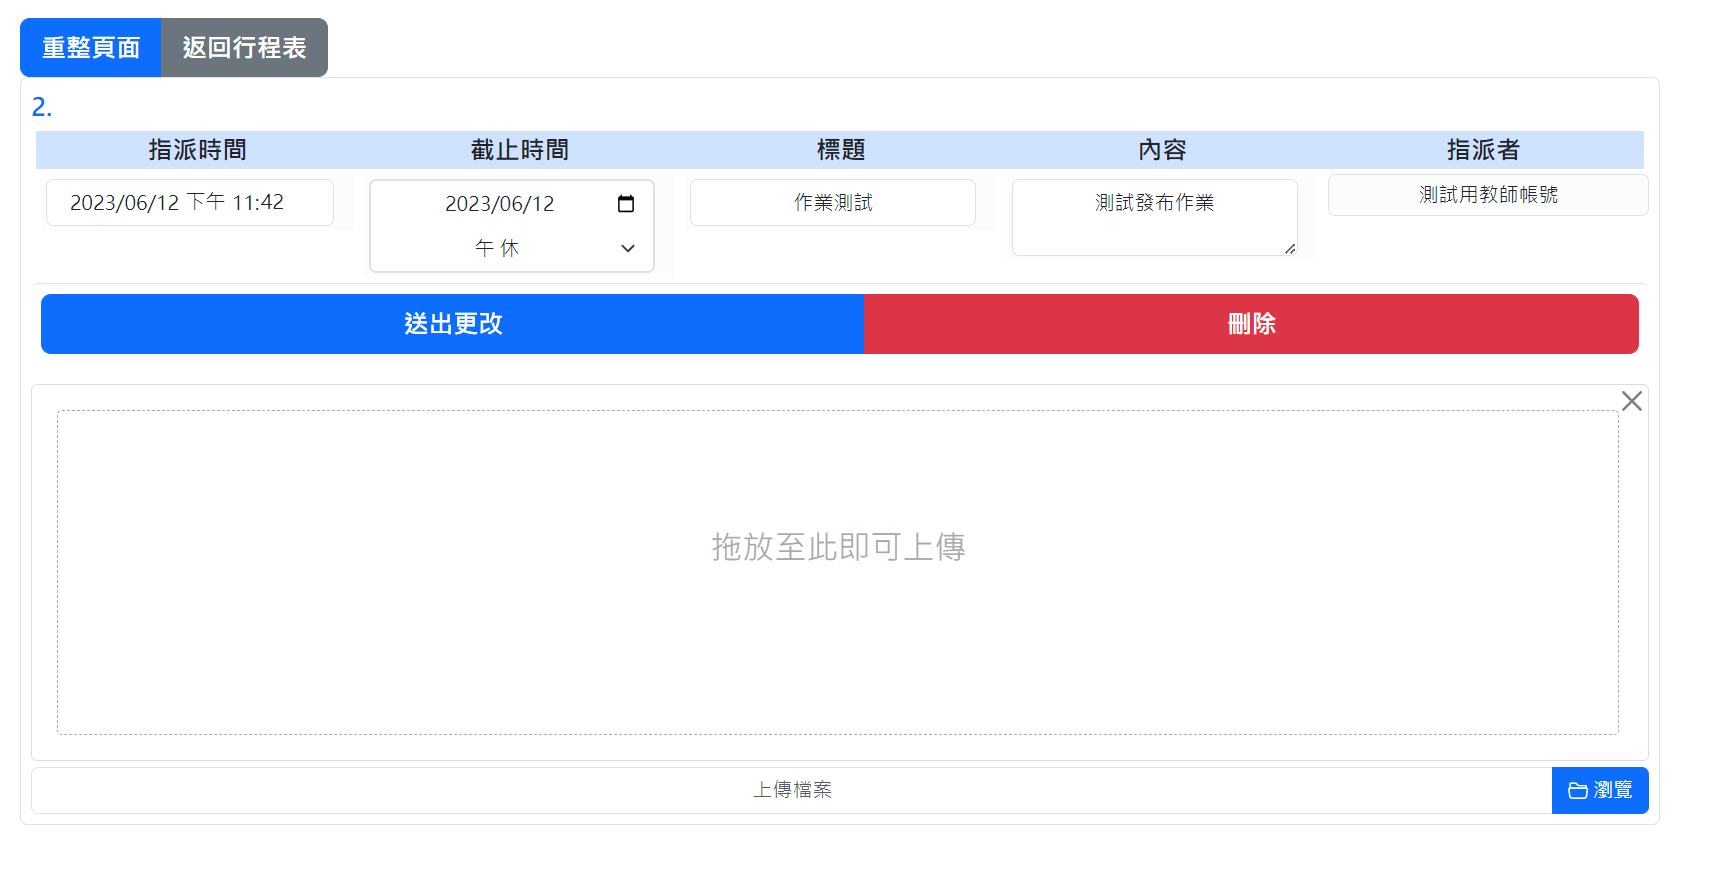 重整頁面 返回行程表
2.
指派時間 截止時間 標題 內容 指派者
2023/06/12 下午 11:42 2023/06/12 作業測試 測試發布作業 測試用教師帳號
午休
送出更改 刪除
拖放至此即可上傳
上傳檔案 瀏覽